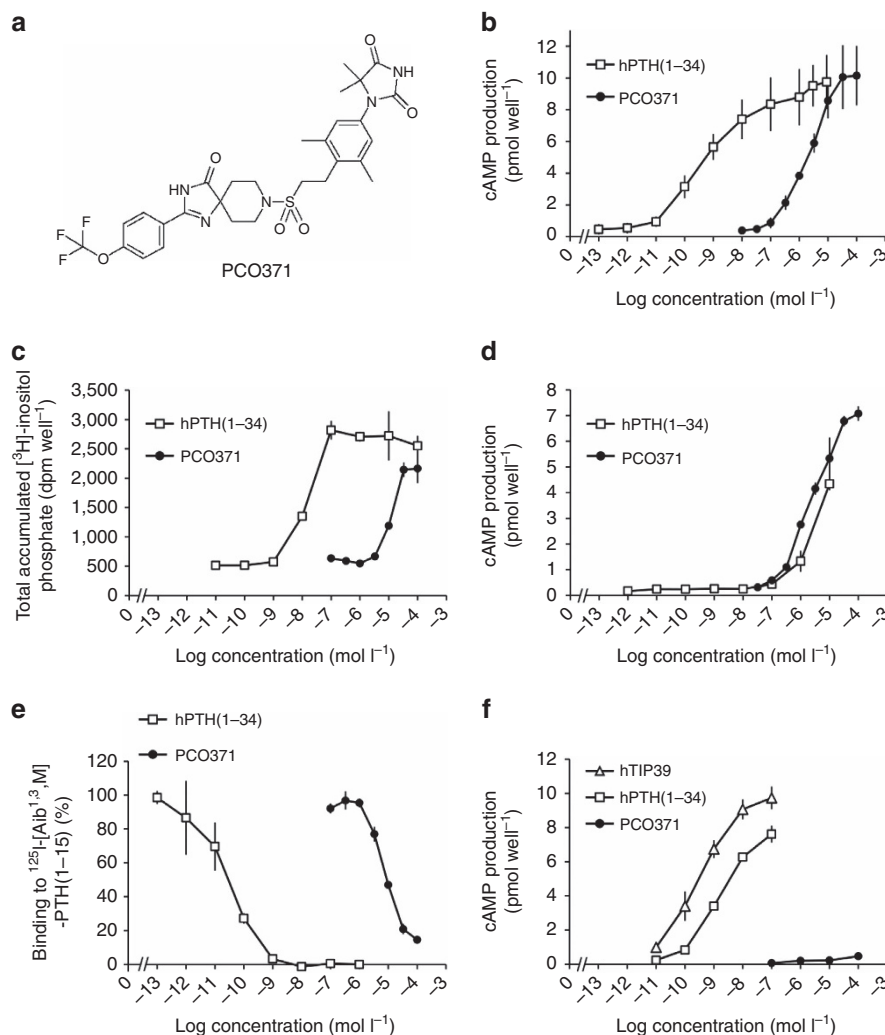 a
O
NH
N
O
O
HN
N
N
S
O O
F
F
F
O
PCO371
b
cAMP production
(pmol well⁻¹)
12
10
8
6
4
2
0
hPTH(1–34)
PCO371
0 −13 −12 −11 −10 −9 −8 −7 −6 −5 −4 −3
Log concentration (mol l⁻¹)
c
Total accumulated [³H]-inositol
phosphate (dpm well⁻¹)
3,500
3,000
2,500
2,000
1,500
1,000
500
0
hPTH(1–34)
PCO371
0 −13 −12 −11 −10 −9 −8 −7 −6 −5 −4 −3
Log concentration (mol l⁻¹)
d
cAMP production
(pmol well⁻¹)
8
7
6
5
4
3
2
1
0
hPTH(1–34)
PCO371
0 −13 −12 −11 −10 −9 −8 −7 −6 −5 −4 −3
Log concentration (mol l⁻¹)
e
Binding to ¹²⁵I-[Aib¹,³,M]
-PTH(1–15) (%)
hPTH(1–34)
PCO371
120
100
80
60
40
20
0
0 −13 −12 −11 −10 −9 −8 −7 −6 −5 −4 −3
Log concentration (mol l⁻¹)
f
cAMP production
(pmol well⁻¹)
12
10
8
6
4
2
0
hTIP39
hPTH(1–34)
PCO371
0 −13 −12 −11 −10 −9 −8 −7 −6 −5 −4 −3
Log concentration (mol l⁻¹)